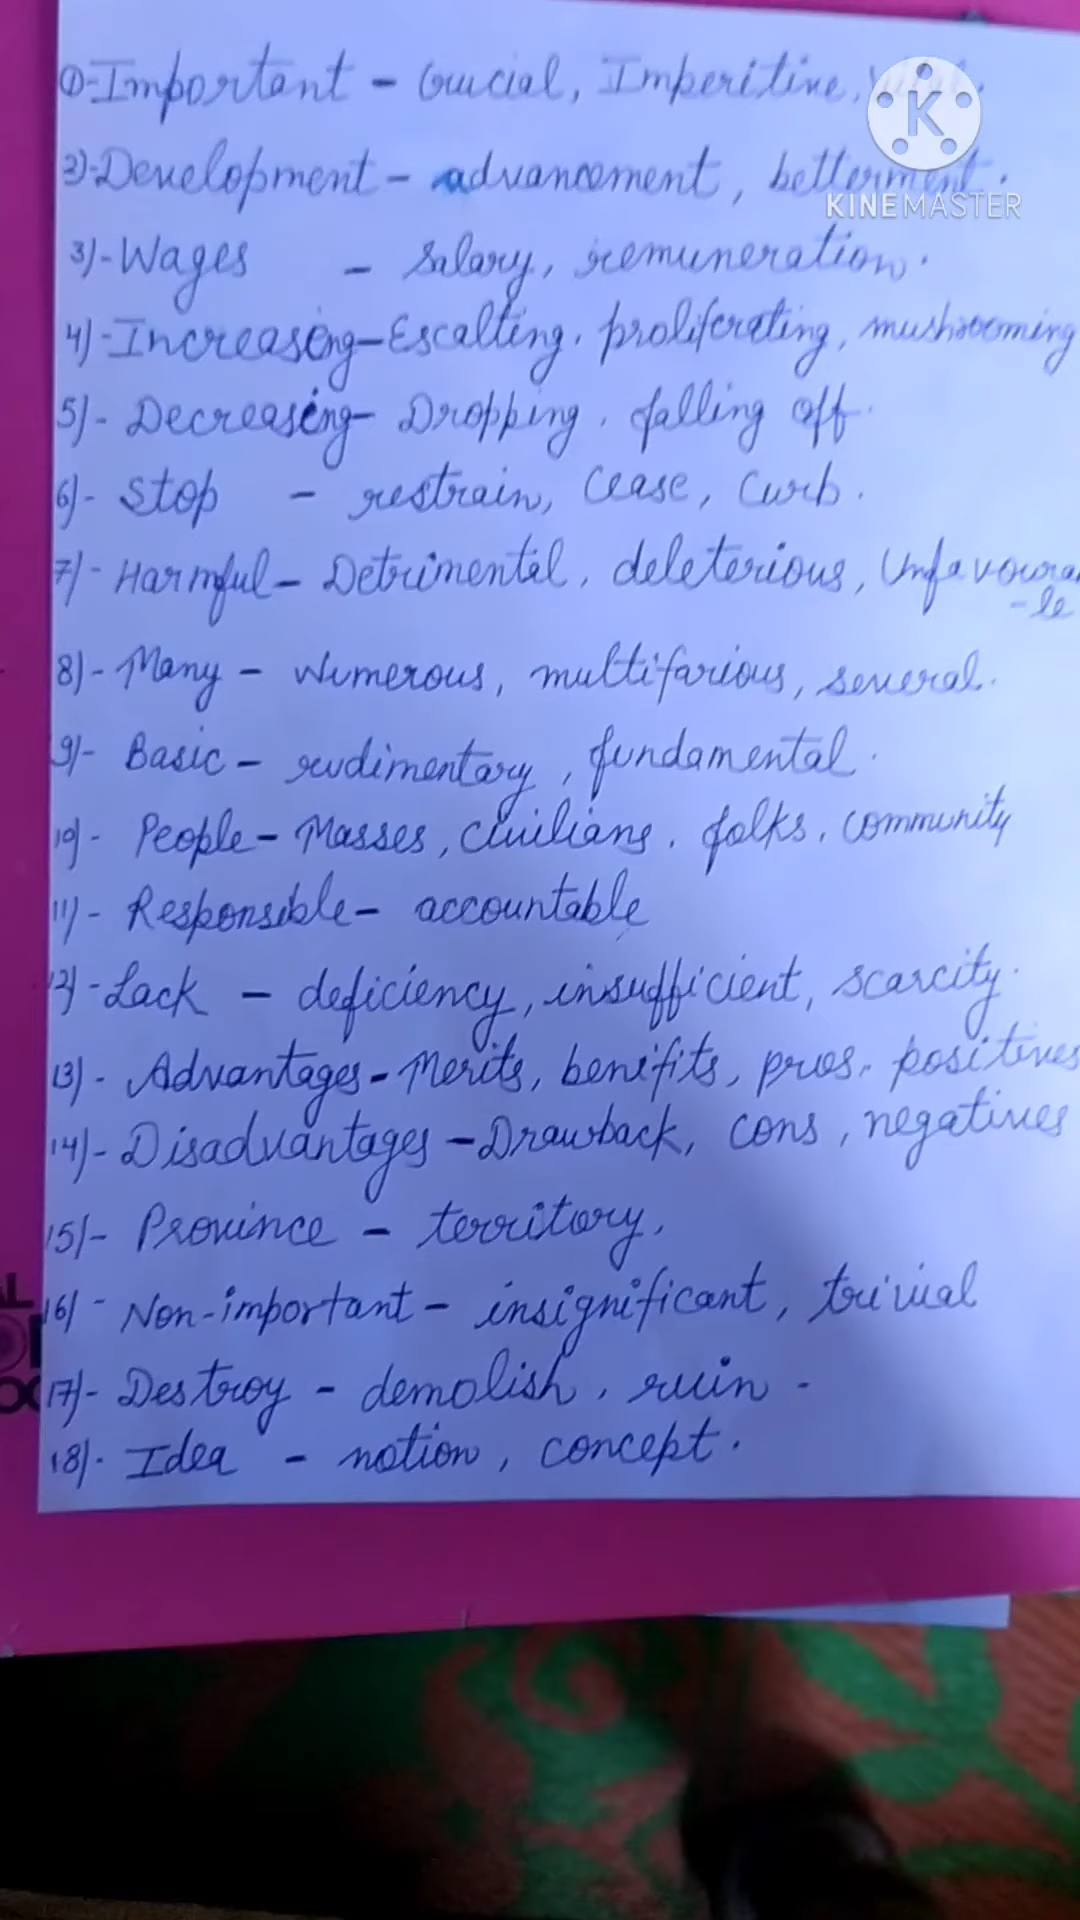 1)-Important - Crucial, Imperitive, 
K
KINEMASTER
2)-Development - advancement, betterment.
3)-Wages - Salary, remuneration.
4)-Increasing-Escalting, proliferating, mushrooming
5)- Decreasing- Dropping, falling off.
6)- Stop - restrain, Cease, Curb.
7)- Harmful - Detrimental, deleterious, Unfavoura
-le
8)- Many - Numerous, multifarious, several.
9)- Basic - rudimentary, fundamental.
10)- People - Masses, Civilians, folks, community
11)- Responsible - accountable
12)-Lack - deficiency, insufficient, scarcity.
13)- Advantages - Merits, benifits, pros, positives
14)- Disadvantages - Drawback, cons, negatives
15)- Province - territory,
16)- Non-important - insignificant, trivial
17)- Destroy - demolish, ruin -
18)- Idea - notion, concept.